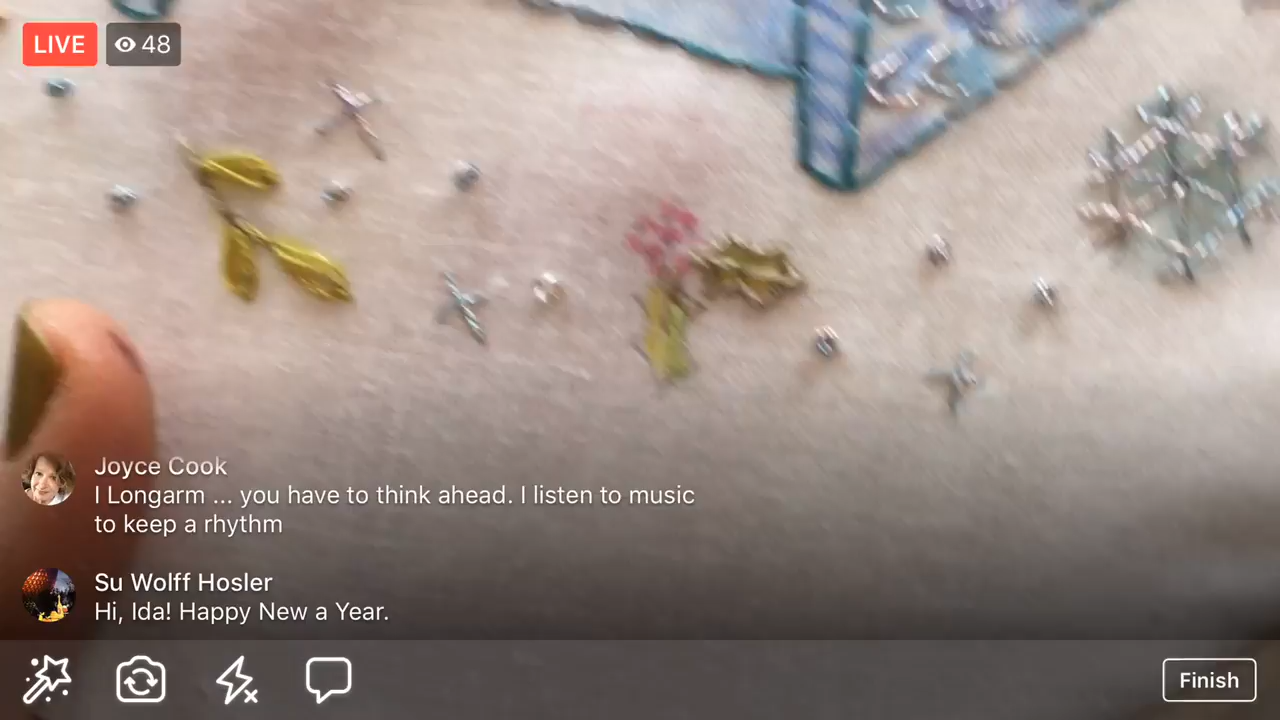 LIVE 48
Joyce Cook
I Longarm ... you have to think ahead. I listen to music
to keep a rhythm
Su Wolff Hosler
Hi, Ida! Happy New a Year.
Finish